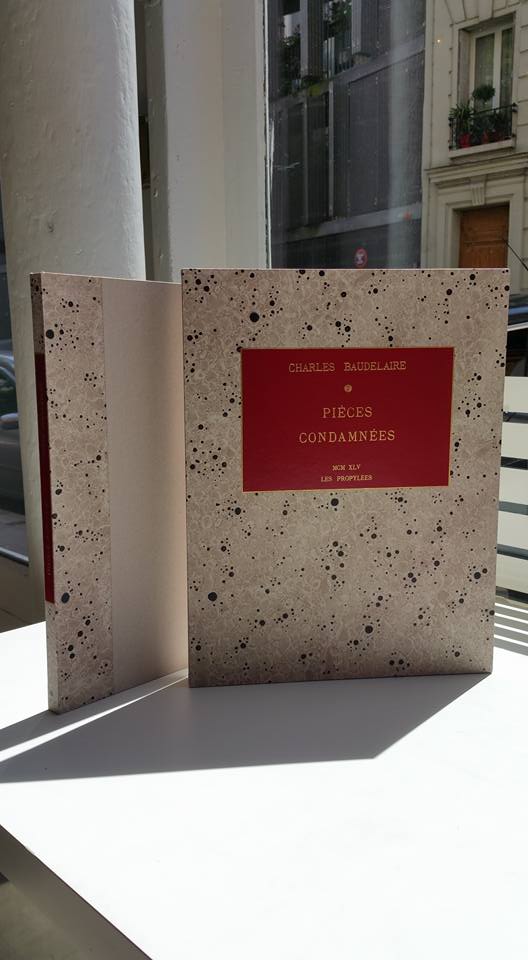 CHARLES BAUDELAIRE
PIÈCES
CONDAMNÉES
MCM XLV
LES PROPYLÉES